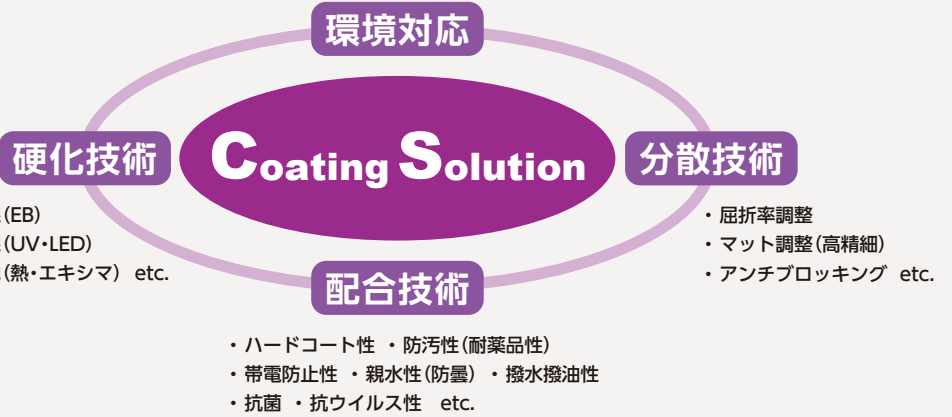 環境対応
硬化技術
Coating Solution
分散技術
(EB)
(UV・LED)
(熱・エキシマ) etc.
・屈折率調整
・マット調整(高精細)
・アンチブロッキング etc.
配合技術
・ハードコート性 ・防汚性(耐薬品性)
・帯電防止性 ・親水性(防曇) ・撥水撥油性
・抗菌 ・抗ウイルス性 etc.